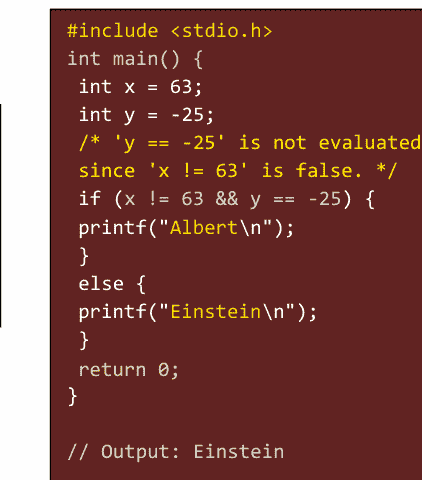 #include <stdio.h>
int main() {
int x = 63;
int y = -25;
/* 'y == -25' is not evaluated
since 'x != 63' is false. */
if (x != 63 && y == -25) {
printf("Albert\n");
}
else {
printf("Einstein\n");
}
return 0;
}
// Output: Einstein